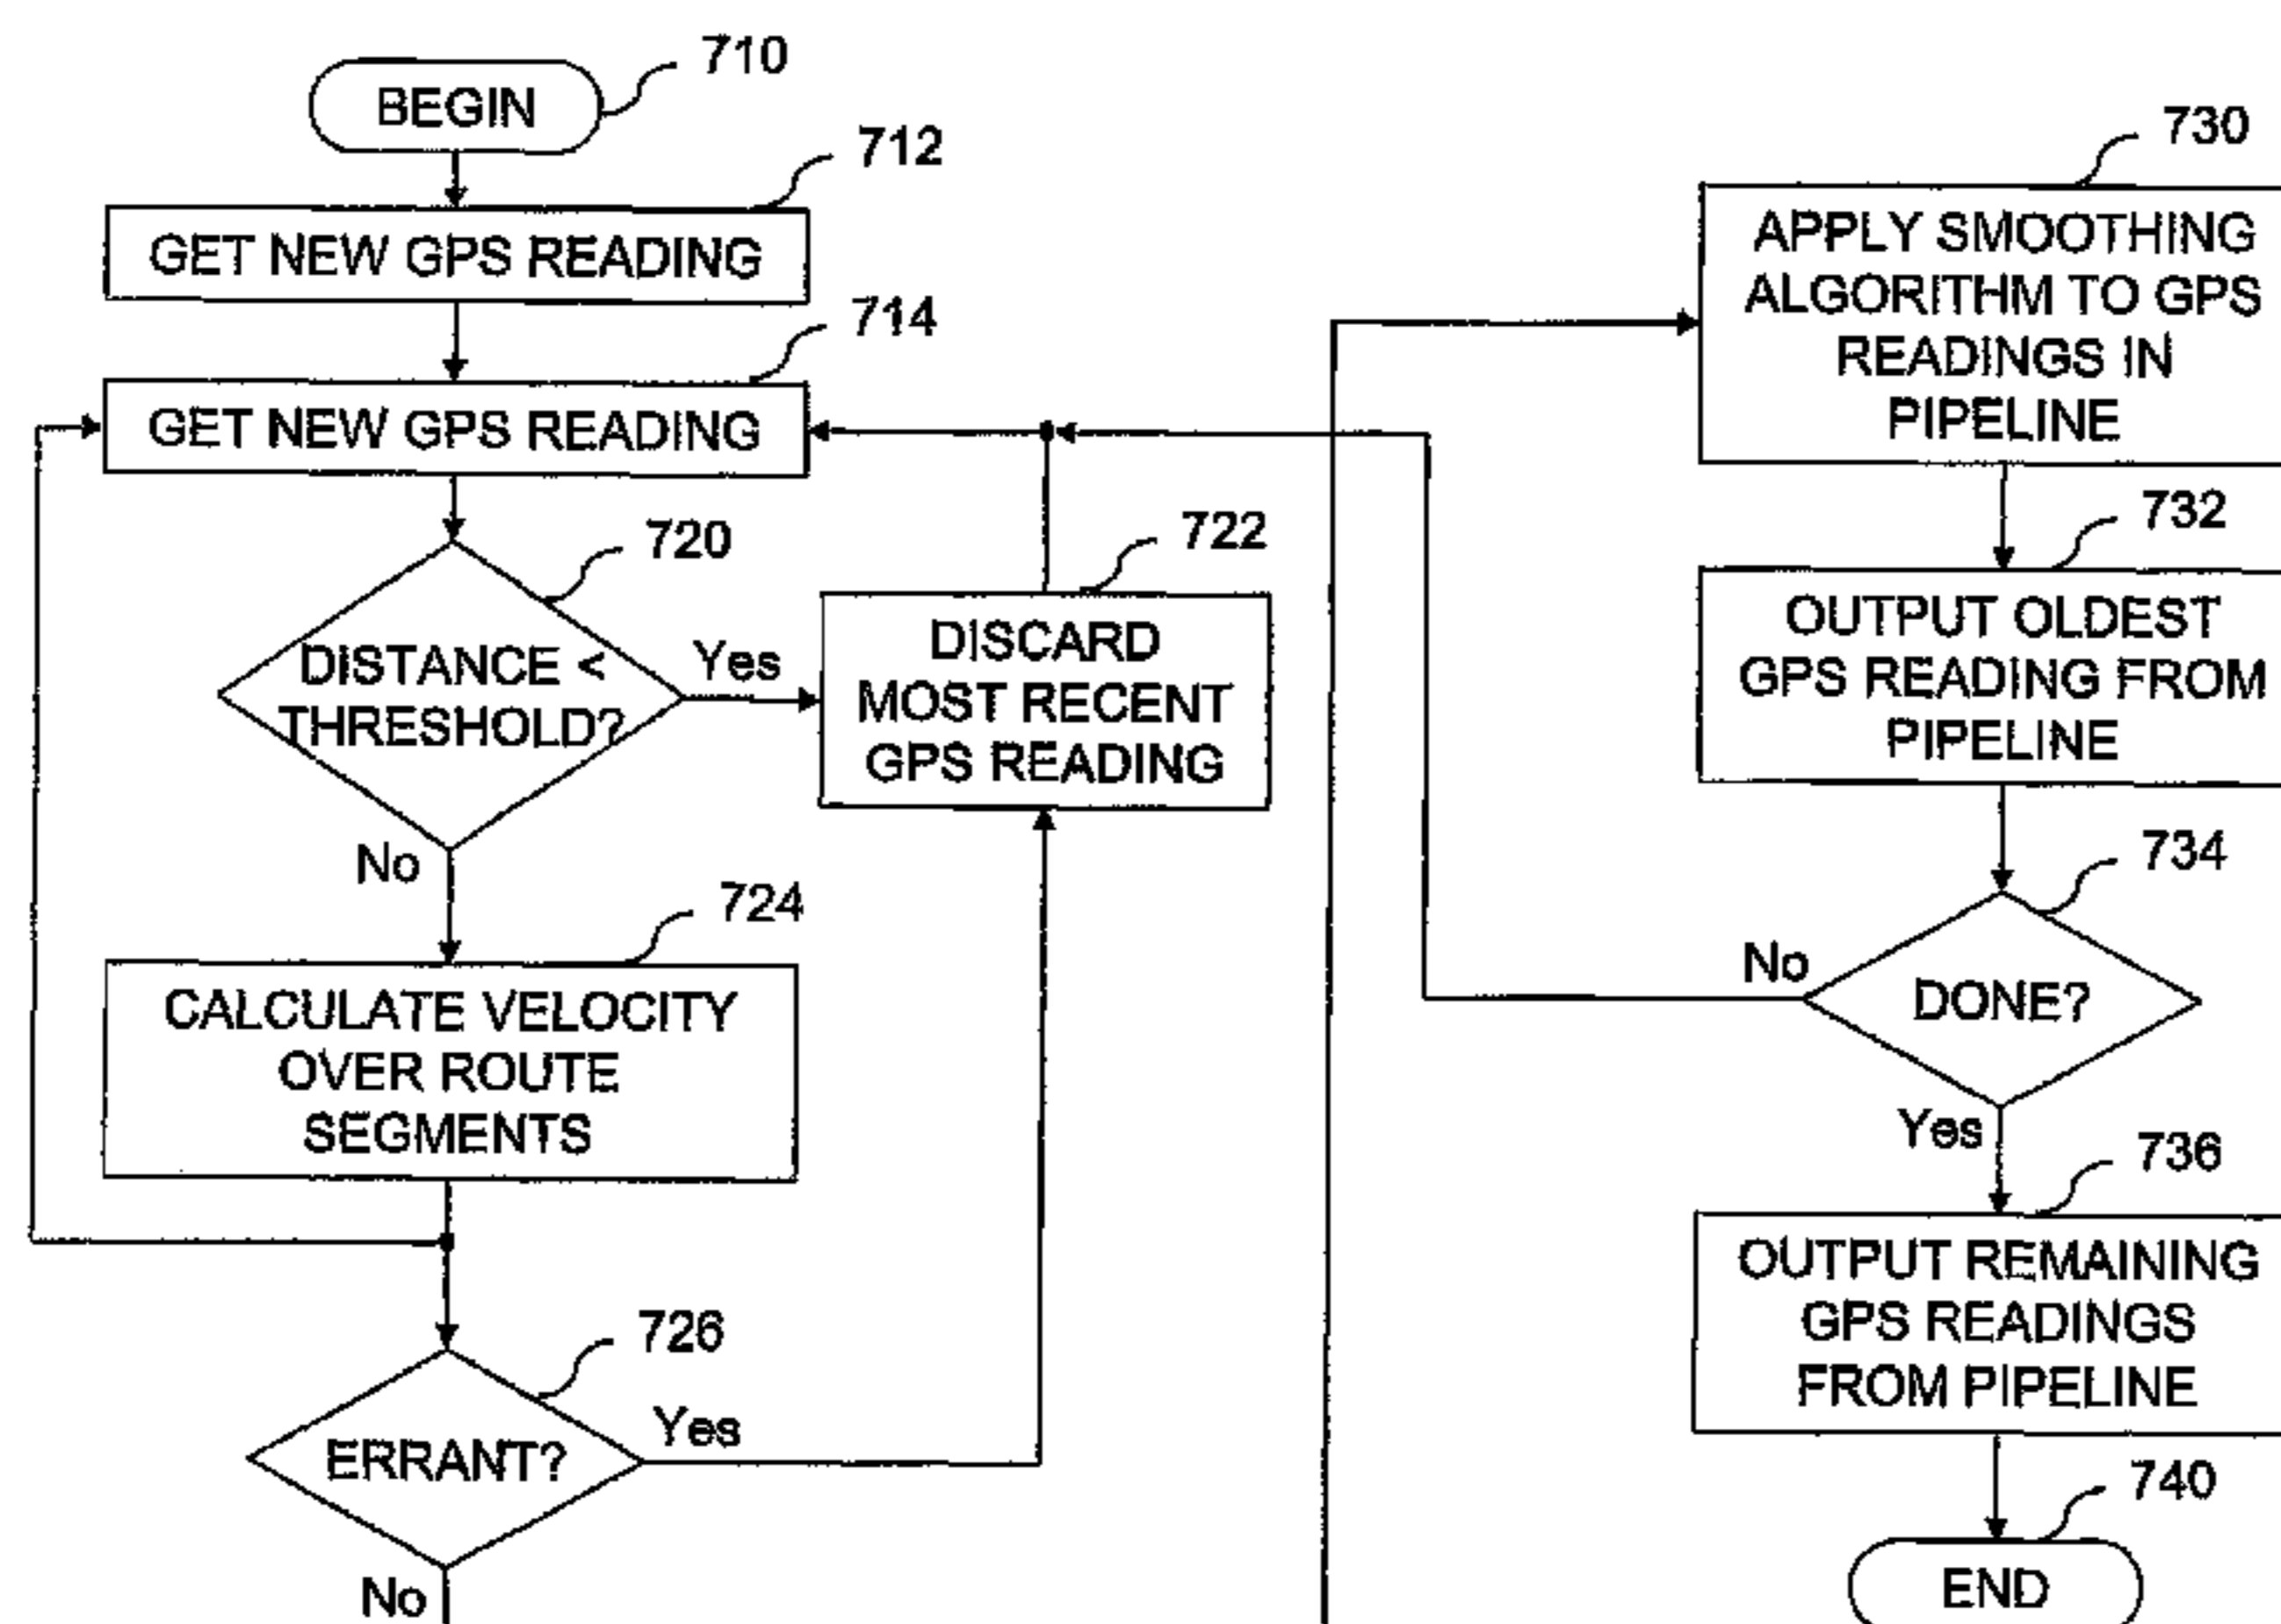 710
BEGIN
712
GET NEW GPS READING
714
GET NEW GPS READING
720
DISTANCE <
THRESHOLD?
Yes
No
722
DISCARD
MOST RECENT
GPS READING
724
CALCULATE VELOCITY
OVER ROUTE
SEGMENTS
726
ERRANT?
Yes
No
730
APPLY SMOOTHING
ALGORITHM TO GPS
READINGS IN
PIPELINE
732
OUTPUT OLDEST
GPS READING FROM
PIPELINE
734
No
DONE?
Yes
736
OUTPUT REMAINING
GPS READINGS
FROM PIPELINE
740
END